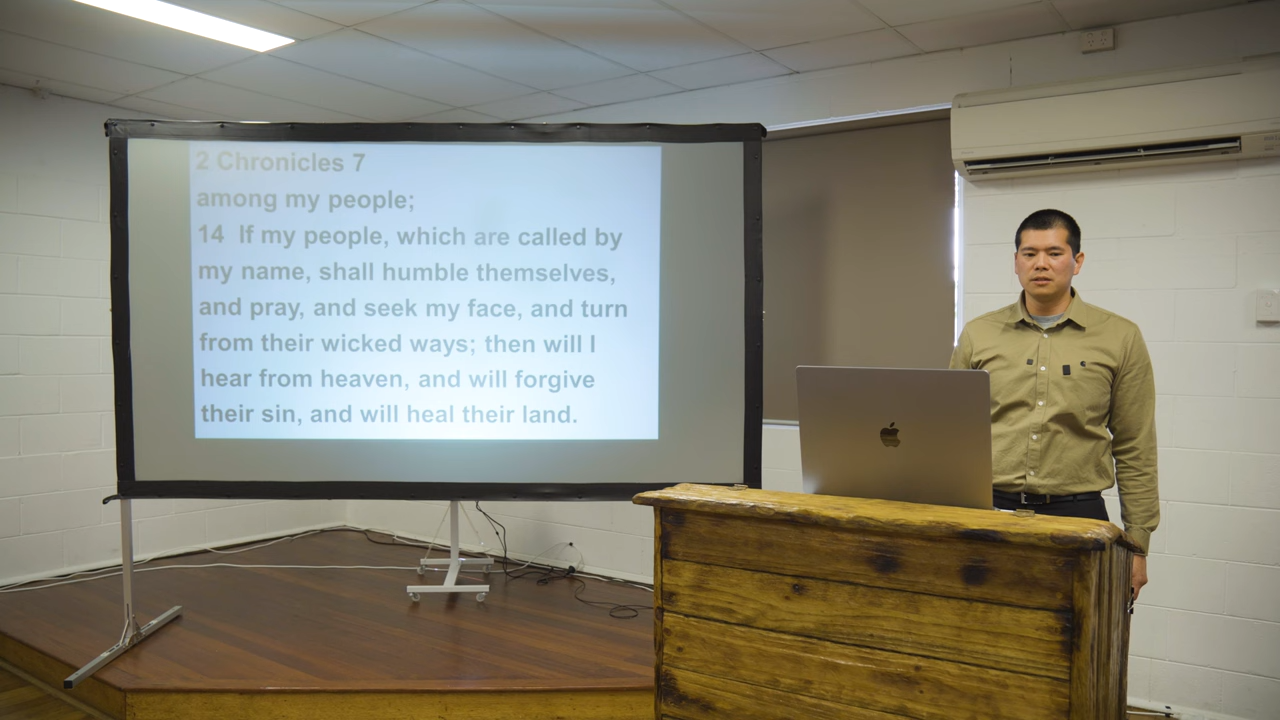 2 Chronicles 7
among my people;
14 If my people, which are called by
my name, shall humble themselves,
and pray, and seek my face, and turn
from their wicked ways; then will I
hear from heaven, and will forgive
their sin, and will heal their land.